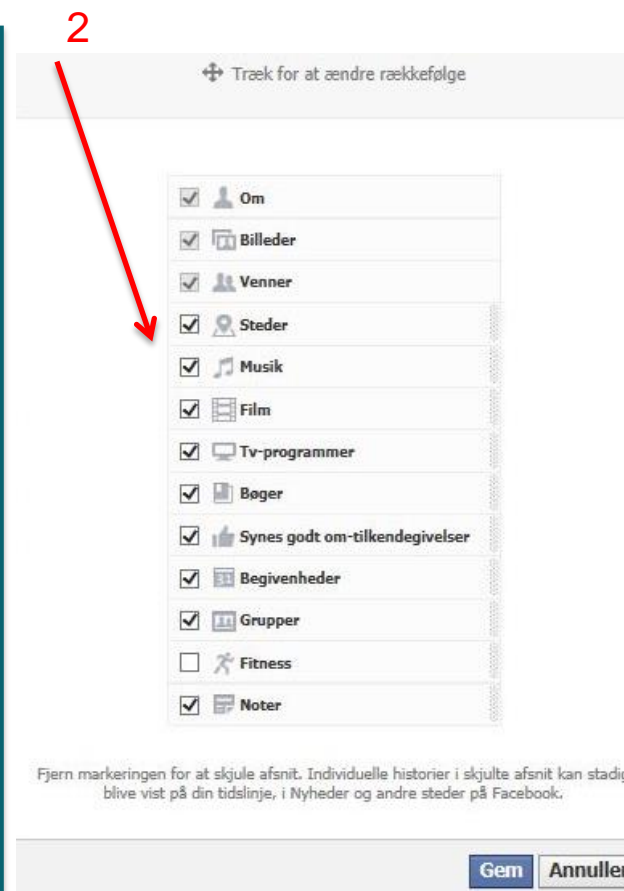 2
Træk for at ændre rækkefølge
Om
Billeder
Venner
Steder
Musik
Film
Tv-programmer
Bøger
Synes godt om-tilkendegivelser
Begivenheder
Grupper
Fitness
Noter
Fjern markeringen for at skjule afsnit. Individuelle historier i skjulte afsnit kan stadig
blive vist på din tidslinje, i Nyheder og andre steder på Facebook.
Gem Annuller